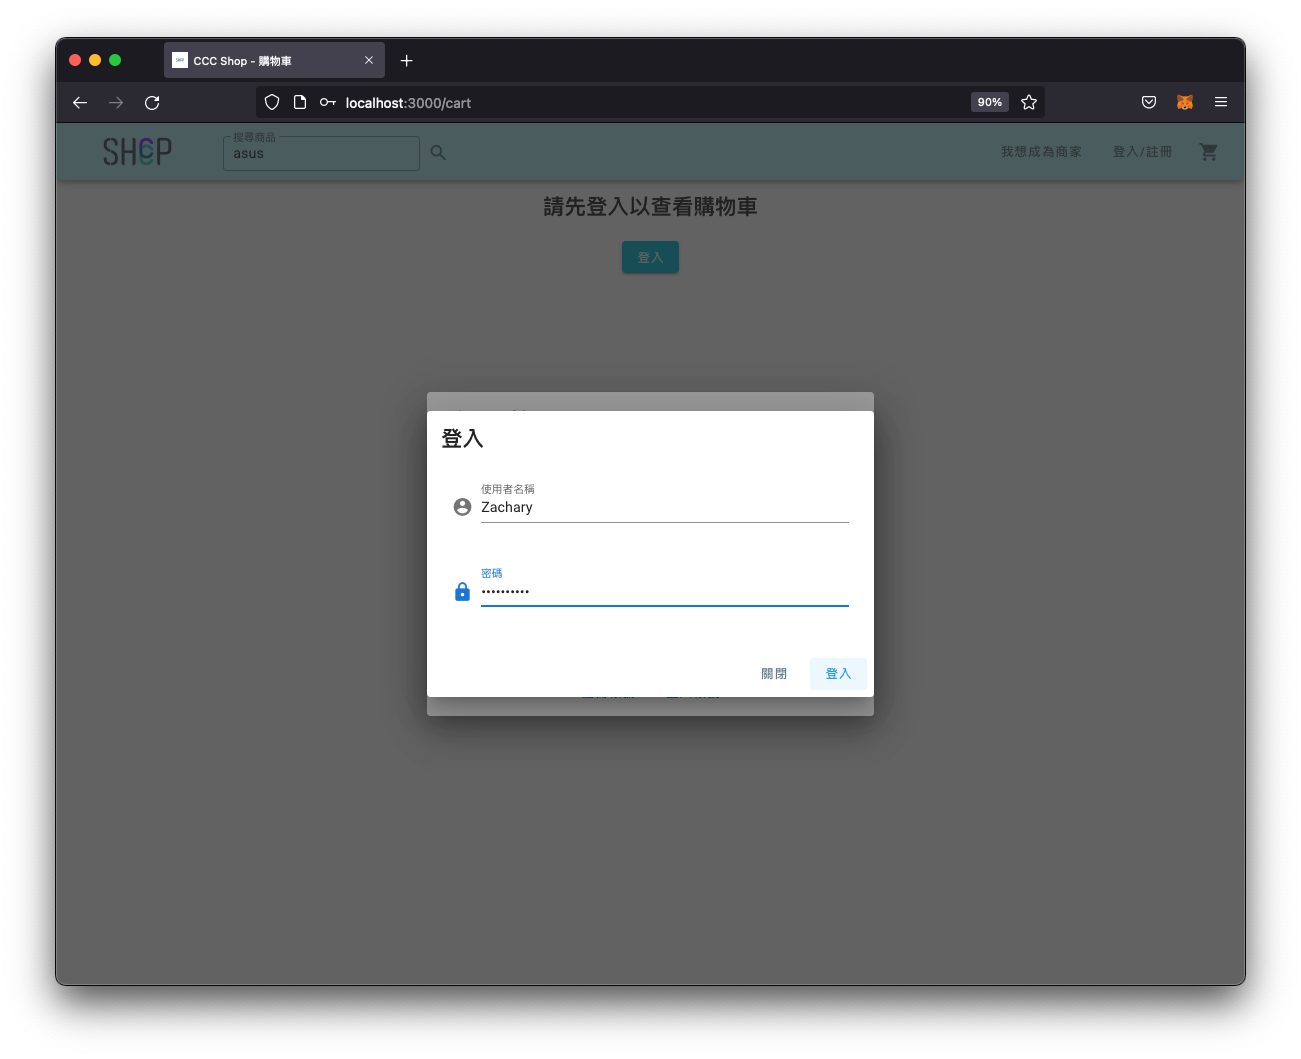 CCC Shop - 購物車
localhost:3000/cart
90%
SHCCP
搜尋商品
asus
我想成為商家
登入/註冊
請先登入以查看購物車
登入
登入
使用者名稱
Zachary
密碼
••••••••••
關閉
登入